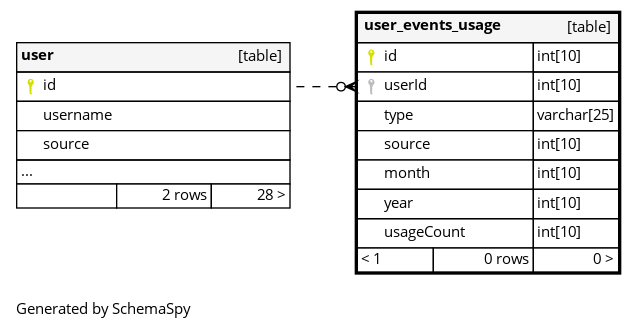 user [table]
id
username
source
...
2 rows 28 >
user_events_usage [table]
id int[10]
userId int[10]
type varchar[25]
source int[10]
month int[10]
year int[10]
usageCount int[10]
< 1 0 rows 0 >
Generated by SchemaSpy